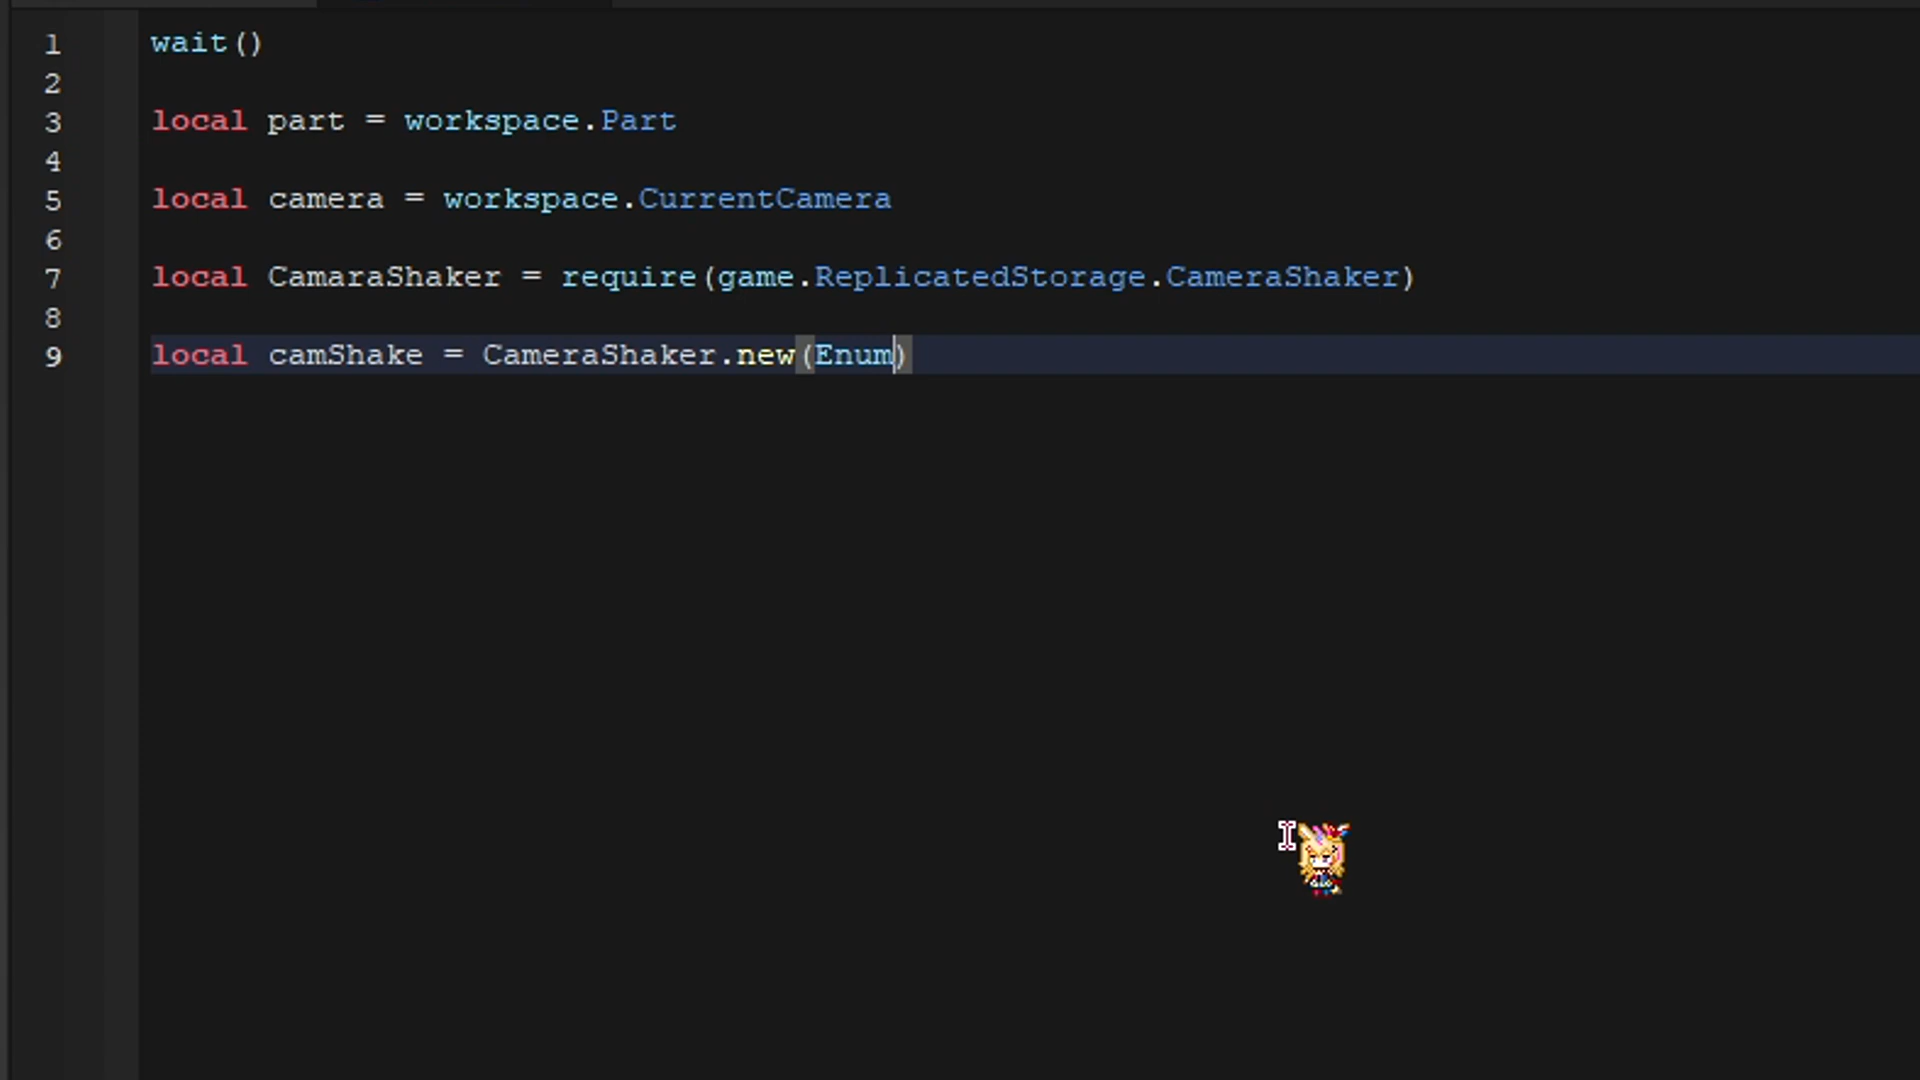 1 wait()
2
3 local part = workspace.Part
4
5 local camera = workspace.CurrentCamera
6
7 local CamaraShaker = require(game.ReplicatedStorage.CameraShaker)
8
9 local camShake = CameraShaker.new(Enum)